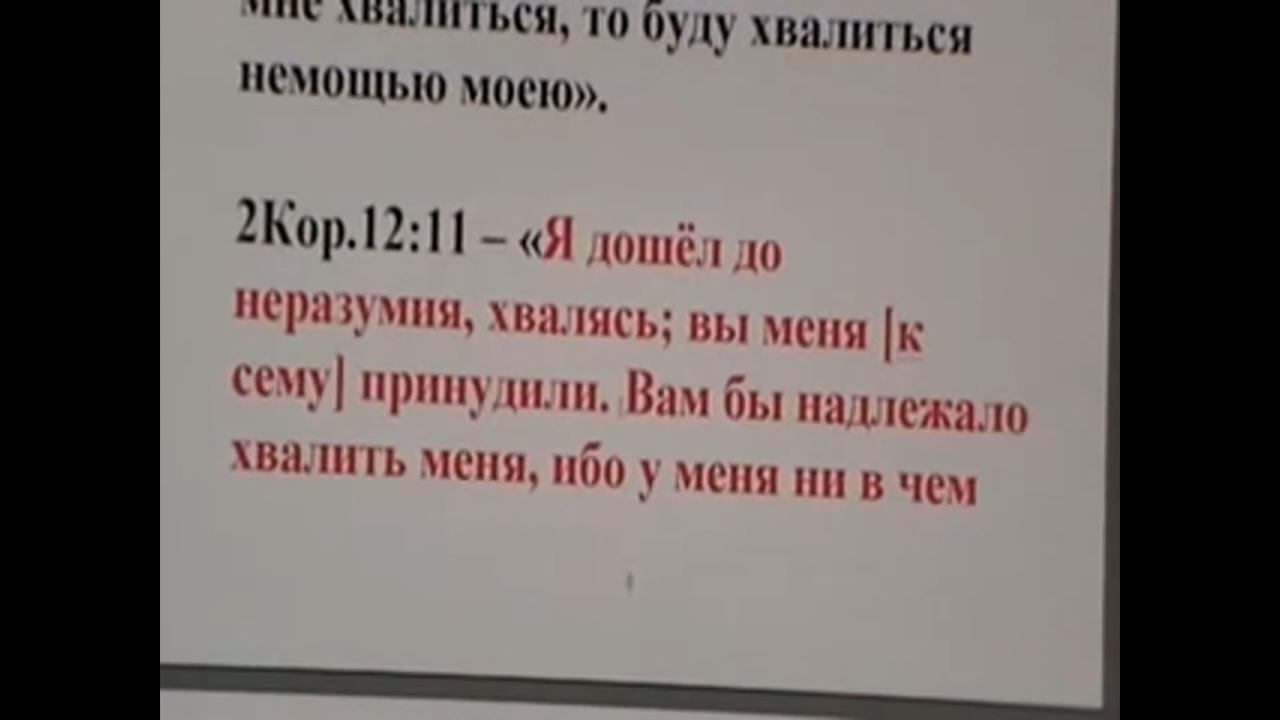 мне хвалиться, то буду хвалиться
немощью моею».
2Кор.12:11 – «Я дошёл до
неразумия, хвалясь; вы меня [к
сему] принудили. Вам бы надлежало
хвалить меня, ибо у меня ни в чем